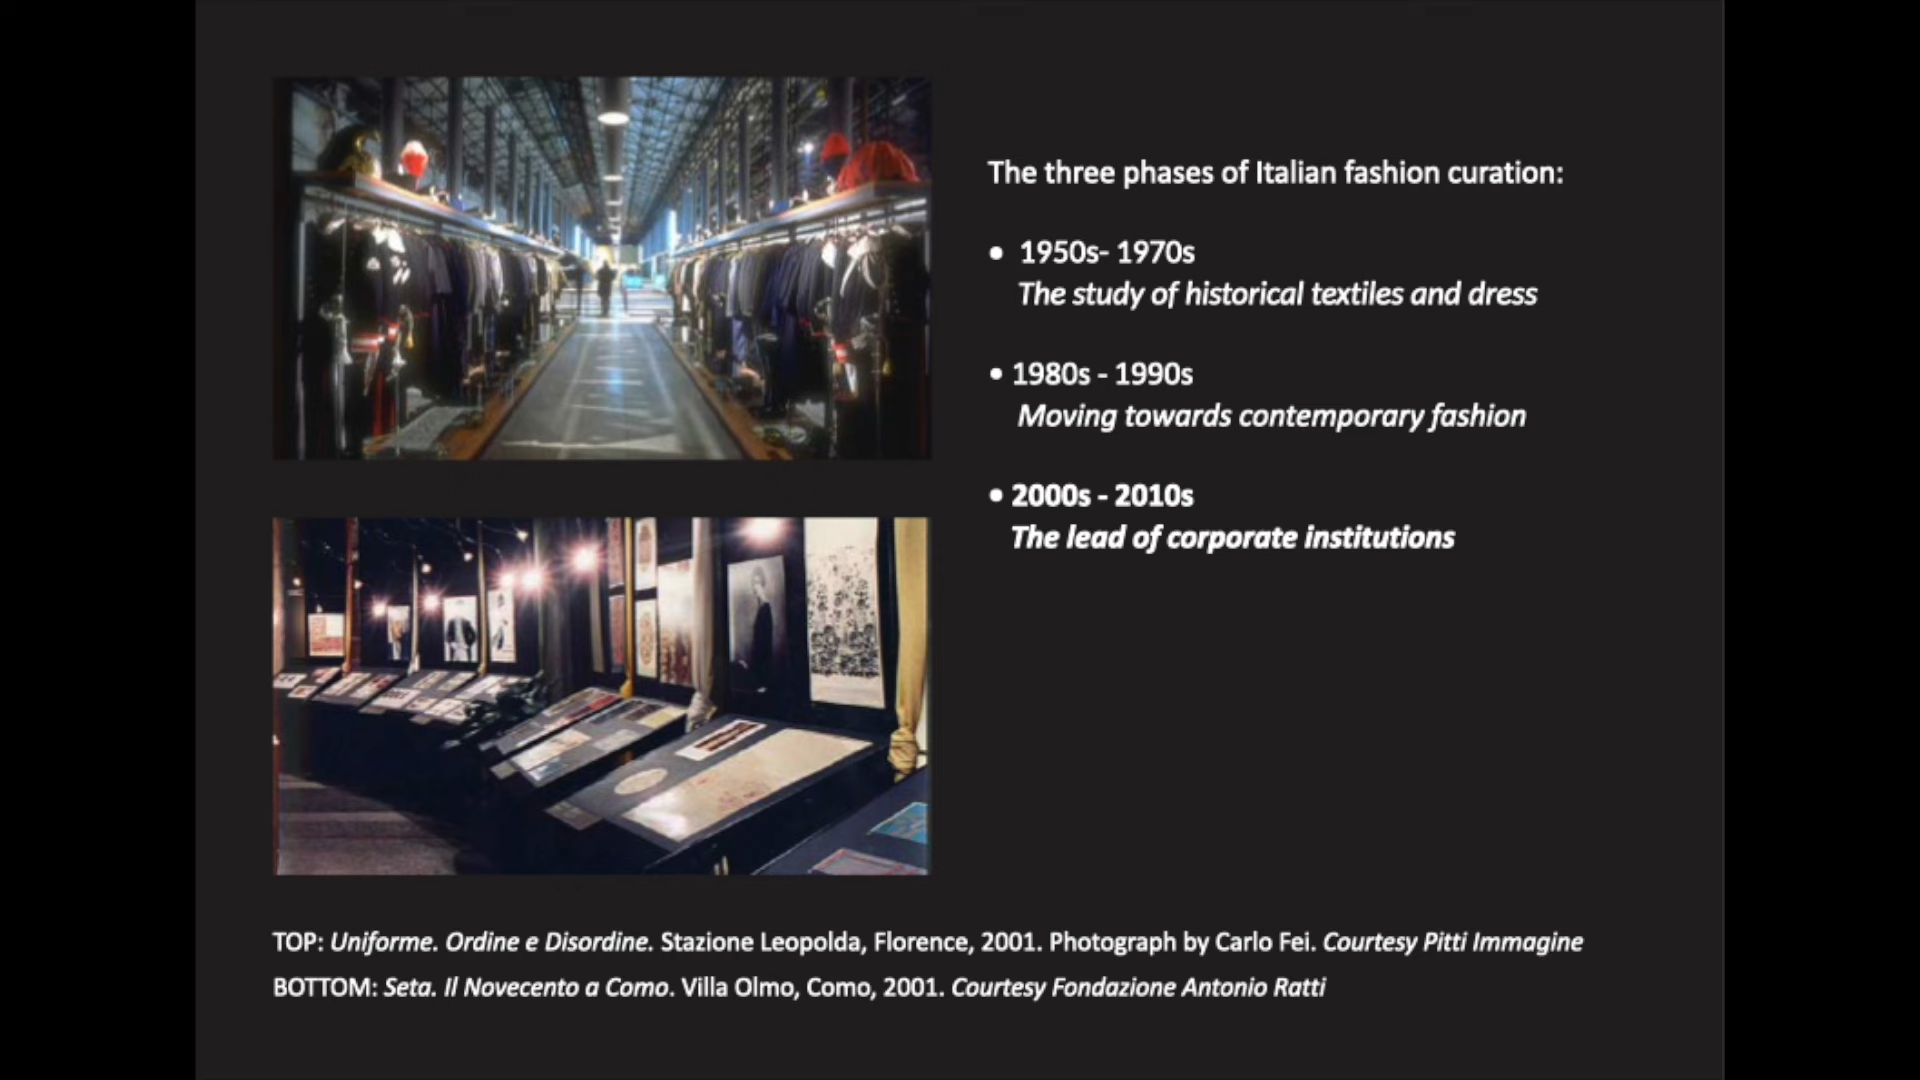 The three phases of Italian fashion curation:
• 1950s- 1970s
The study of historical textiles and dress
• 1980s - 1990s
Moving towards contemporary fashion
• 2000s - 2010s
The lead of corporate institutions
TOP: Uniforme. Ordine e Disordine. Stazione Leopolda, Florence, 2001. Photograph by Carlo Fei. Courtesy Pitti Immagine
BOTTOM: Seta. Il Novecento a Como. Villa Olmo, Como, 2001. Courtesy Fondazione Antonio Ratti